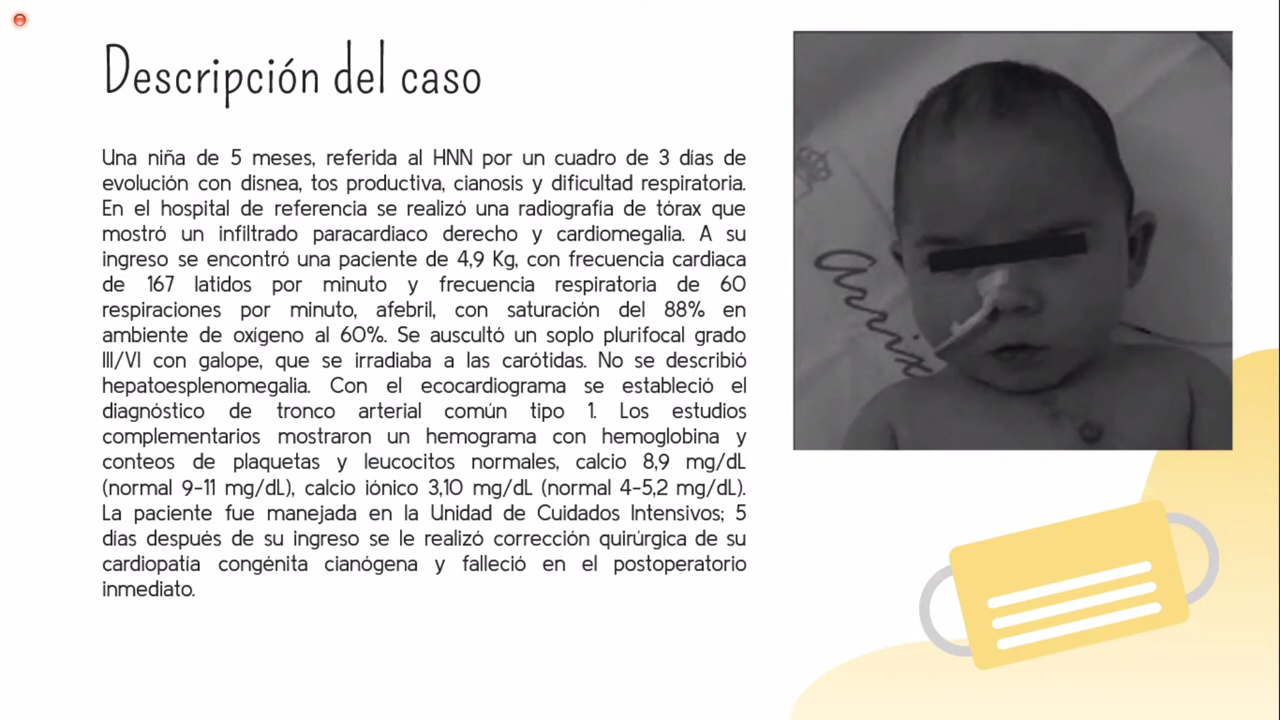 Descripción del caso
Una niña de 5 meses, referida al HNN por un cuadro de 3 días de
evolución con disnea, tos productiva, cianosis y dificultad respiratoria.
En el hospital de referencia se realizó una radiografía de tórax que
mostró un infiltrado paracardiaco derecho y cardiomegalia. A su
ingreso se encontró una paciente de 4,9 Kg, con frecuencia cardiaca
de 167 latidos por minuto y frecuencia respiratoria de 60
respiraciones por minuto, afebril, con saturación del 88% en
ambiente de oxígeno al 60%. Se auscultó un soplo plurifocal grado
III/VI con galope, que se irradiaba a las carótidas. No se describió
hepatoesplenomegalia. Con el ecocardiograma se estableció el
diagnóstico de tronco arterial común tipo 1. Los estudios
complementarios mostraron un hemograma con hemoglobina y
conteos de plaquetas y leucocitos normales, calcio 8,9 mg/dL
(normal 9-11 mg/dL), calcio iónico 3,10 mg/dL (normal 4-5,2 mg/dL).
La paciente fue manejada en la Unidad de Cuidados Intensivos; 5
días después de su ingreso se le realizó corrección quirúrgica de su
cardiopatía congénita cianógena y falleció en el postoperatorio
inmediato.